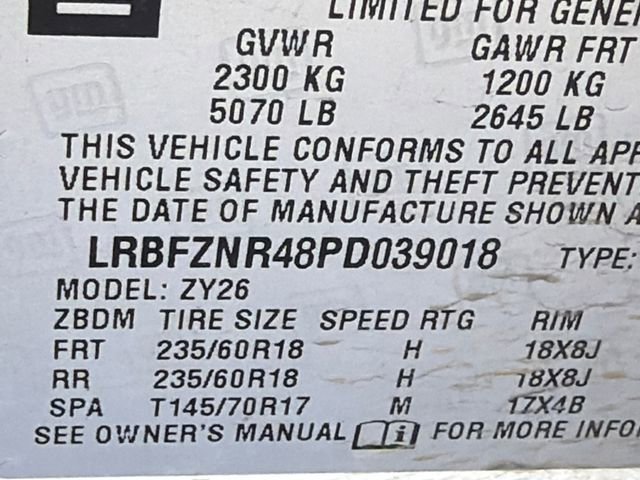 LIMITED FOR GENE
GVWR GAWR FRT
2300 KG 1200 KG
5070 LB 2645 LB
THIS VEHICLE CONFORMS TO ALL APP
VEHICLE SAFETY AND THEFT PREVENT
THE DATE OF MANUFACTURE SHOWN A
LRBFZNR48PD039018 TYPE:
MODEL: ZY26
ZBDM TIRE SIZE SPEED RTG RIM
FRT 235/60R18 H 18X8J
RR 235/60R18 H 18X8J
SPA T145/70R17 M 17X4B
SEE OWNER'S MANUAL i FOR MORE INFO